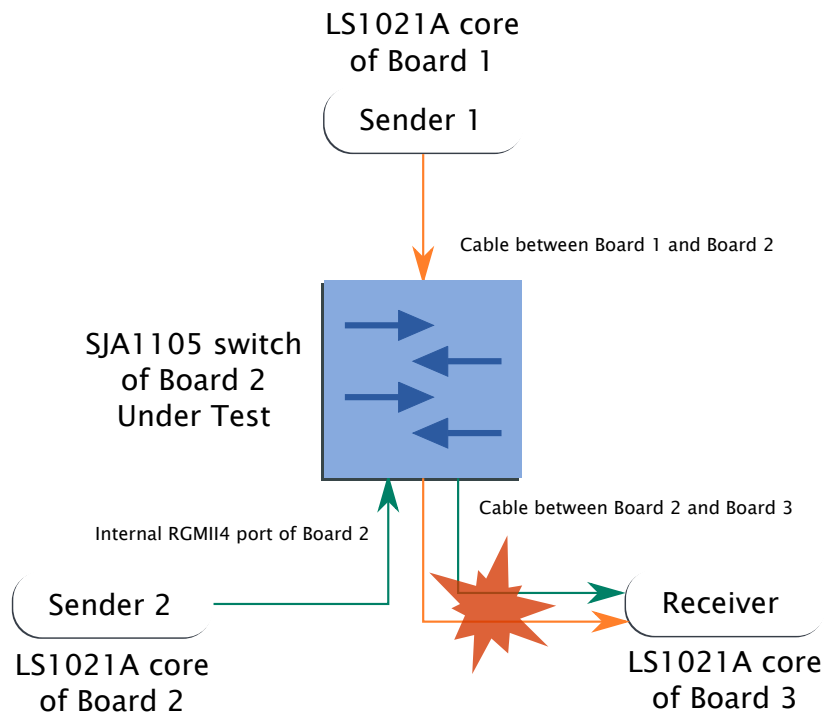 LS1021A core
of Board 1
Sender 1
Cable between Board 1 and Board 2
SJA1105 switch
of Board 2
Under Test
Cable between Board 2 and Board 3
Internal RGMII4 port of Board 2
Sender 2
Receiver
LS1021A core
of Board 2
LS1021A core
of Board 3